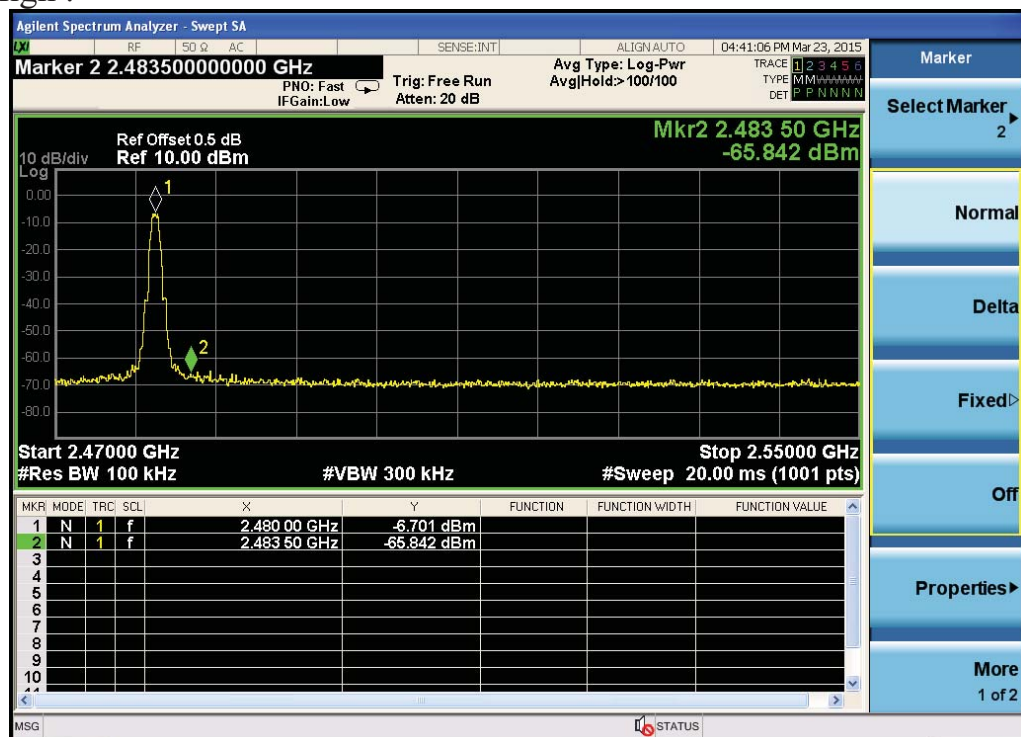 Agilent Spectrum Analyzer - Swept SA
LXI RF 50 Ω AC SENSE:INT ALIGN AUTO 04:41:06 PM Mar 23, 2015
Marker 2 2.483500000000 GHz
PNO: Fast
IFGain:Low
Trig: Free Run
Atten: 20 dB
Avg Type: Log-Pwr
Avg|Hold:>100/100
TRACE 1 2 3 4 5 6
TYPE MMWWWW
DET P P N N N N
Marker
Select Marker
2
Normal
Delta
Fixed
Off
Properties
More
1 of 2
Mkr2 2.483 50 GHz
-65.842 dBm
Ref Offset 0.5 dB
10 dB/div Ref 10.00 dBm
Log
0.00
-10.0
-20.0
-30.0
-40.0
-50.0
-60.0
-70.0
-80.0
1
2
Start 2.47000 GHz Stop 2.55000 GHz
#Res BW 100 kHz #VBW 300 kHz #Sweep 20.00 ms (1001 pts)
MKR MODE TRC SCL X Y FUNCTION FUNCTION WIDTH FUNCTION VALUE
1 N 1 f 2.480 00 GHz -6.701 dBm
2 N 1 f 2.483 50 GHz -65.842 dBm
3
4
5
6
7
8
9
10
MSG STATUS